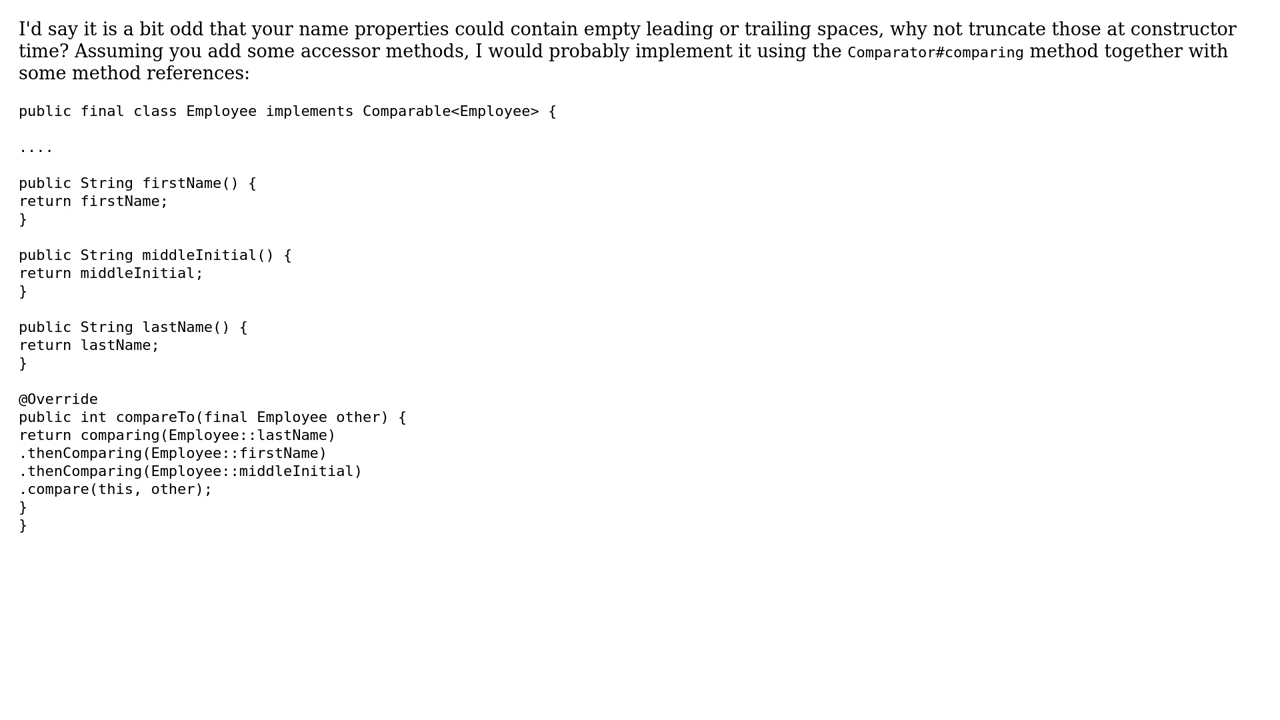 I'd say it is a bit odd that your name properties could contain empty leading or trailing spaces, why not truncate those at constructor
time? Assuming you add some accessor methods, I would probably implement it using the Comparator#comparing method together with
some method references:
public final class Employee implements Comparable<Employee> {
....
public String firstName() {
return firstName;
}
public String middleInitial() {
return middleInitial;
}
public String lastName() {
return lastName;
}
@Override
public int compareTo(final Employee other) {
return comparing(Employee::lastName)
.thenComparing(Employee::firstName)
.thenComparing(Employee::middleInitial)
.compare(this, other);
}
}